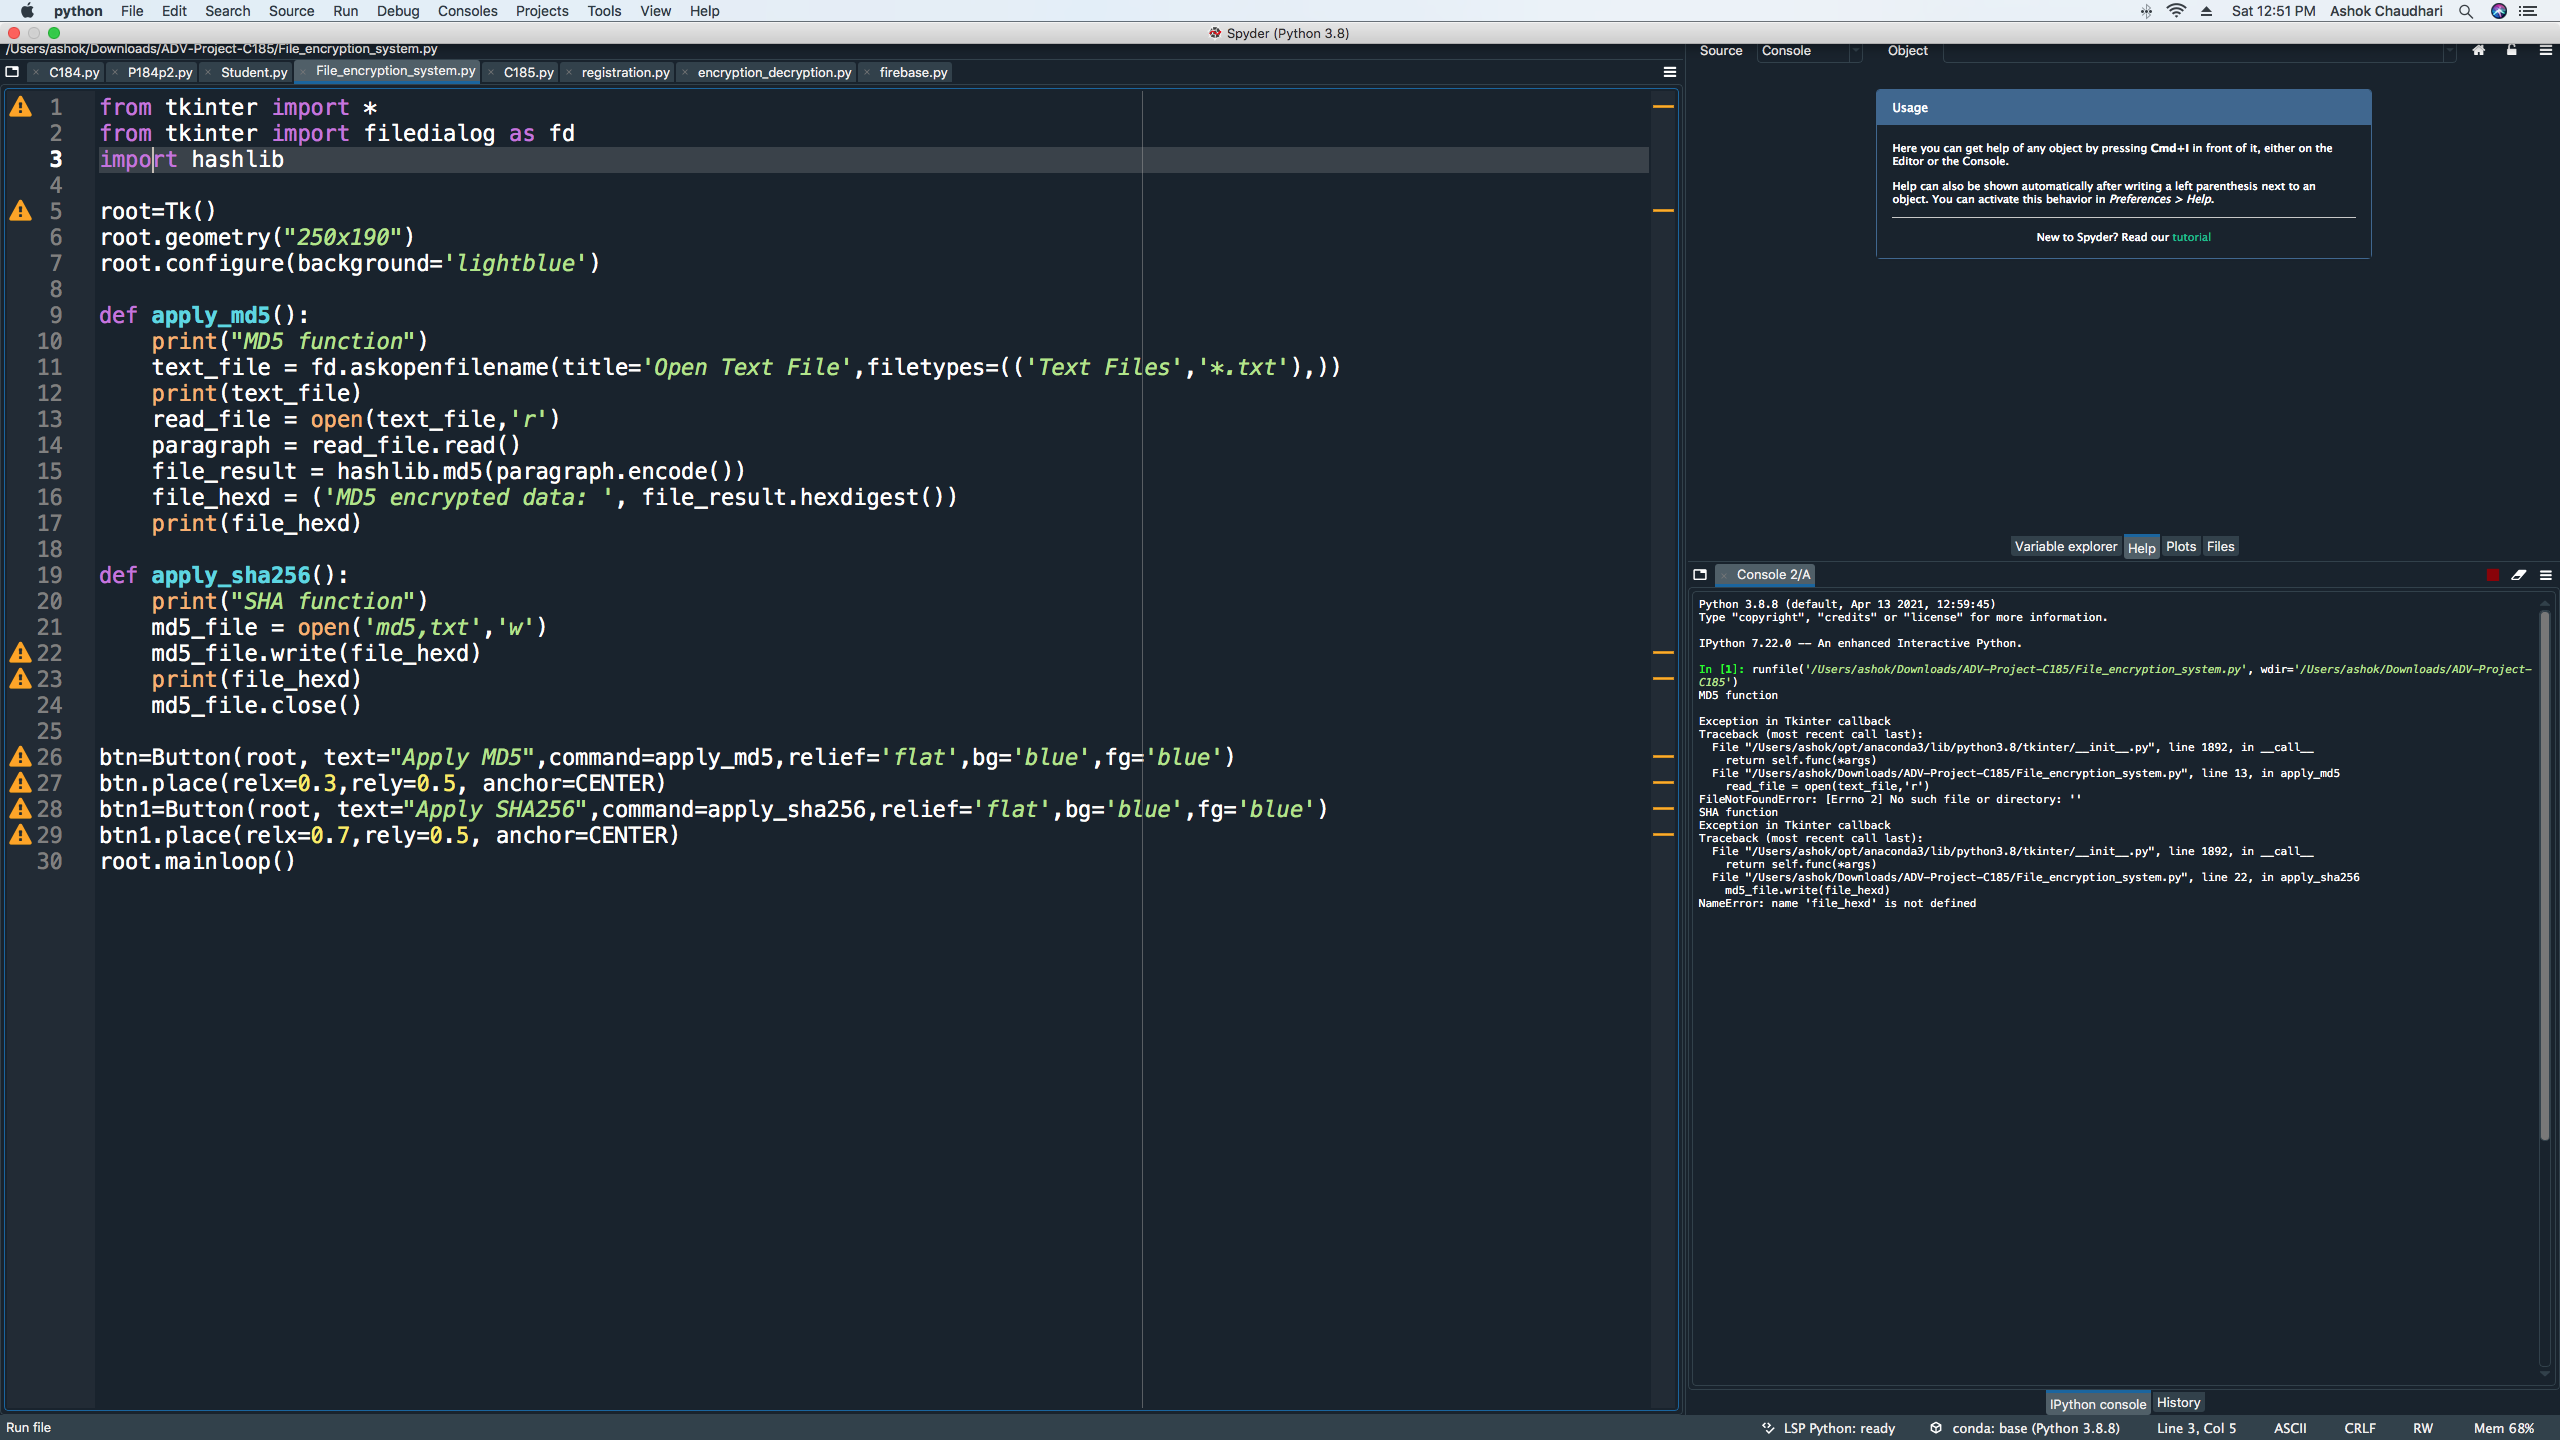 python File Edit Search Source Run Debug Consoles Projects Tools View Help
Sat 12:51 PM Ashok Chaudhari
Spyder (Python 3.8)
/Users/ashok/Downloads/ADV-Project-C185/File_encryption_system.py
C184.py P184p2.py Student.py File_encryption_system.py C185.py registration.py encryption_decryption.py firebase.py
1 from tkinter import *
2 from tkinter import filedialog as fd
3 import hashlib
4
5 root=Tk()
6 root.geometry("250x190")
7 root.configure(background='lightblue')
8
9 def apply_md5():
10 print("MD5 function")
11 text_file = fd.askopenfilename(title='Open Text File',filetypes=(('Text Files','*.txt'),))
12 print(text_file)
13 read_file = open(text_file,'r')
14 paragraph = read_file.read()
15 file_result = hashlib.md5(paragraph.encode())
16 file_hexd = ('MD5 encrypted data: ', file_result.hexdigest())
17 print(file_hexd)
18
19 def apply_sha256():
20 print("SHA function")
21 md5_file = open('md5,txt','w')
22 md5_file.write(file_hexd)
23 print(file_hexd)
24 md5_file.close()
25
26 btn=Button(root, text="Apply MD5",command=apply_md5,relief='flat',bg='blue',fg='blue')
27 btn.place(relx=0.3,rely=0.5, anchor=CENTER)
28 btn1=Button(root, text="Apply SHA256",command=apply_sha256,relief='flat',bg='blue',fg='blue')
29 btn1.place(relx=0.7,rely=0.5, anchor=CENTER)
30 root.mainloop()
Source Console Object
Usage
Here you can get help of any object by pressing Cmd+I in front of it, either on the
Editor or the Console.
Help can also be shown automatically after writing a left parenthesis next to an
object. You can activate this behavior in Preferences > Help.
New to Spyder? Read our tutorial
Variable explorer Help Plots Files
Console 2/A
Python 3.8.8 (default, Apr 13 2021, 12:59:45)
Type "copyright", "credits" or "license" for more information.
IPython 7.22.0 -- An enhanced Interactive Python.
In [1]: runfile('/Users/ashok/Downloads/ADV-Project-C185/File_encryption_system.py', wdir='/Users/ashok/Downloads/ADV-Project-
C185')
MD5 function
Exception in Tkinter callback
Traceback (most recent call last):
File "/Users/ashok/opt/anaconda3/lib/python3.8/tkinter/__init__.py", line 1892, in __call__
return self.func(*args)
File "/Users/ashok/Downloads/ADV-Project-C185/File_encryption_system.py", line 13, in apply_md5
read_file = open(text_file,'r')
FileNotFoundError: [Errno 2] No such file or directory: ''
SHA function
Exception in Tkinter callback
Traceback (most recent call last):
File "/Users/ashok/opt/anaconda3/lib/python3.8/tkinter/__init__.py", line 1892, in __call__
return self.func(*args)
File "/Users/ashok/Downloads/ADV-Project-C185/File_encryption_system.py", line 22, in apply_sha256
md5_file.write(file_hexd)
NameError: name 'file_hexd' is not defined
IPython console History
Run file
LSP Python: ready conda: base (Python 3.8.8) Line 3, Col 5 ASCII CRLF RW Mem 68%